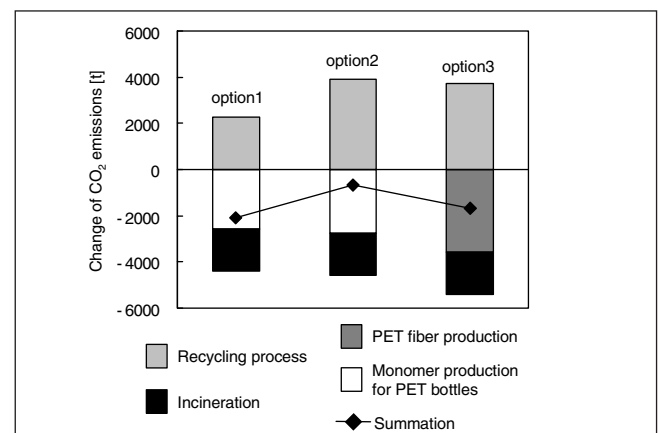 6000
4000
2000
0
- 2000
- 4000
- 6000
Change of CO₂ emissions [t]
option1
option2
option3
Recycling process
Incineration
PET fiber production
Monomer production
for PET bottles
Summation